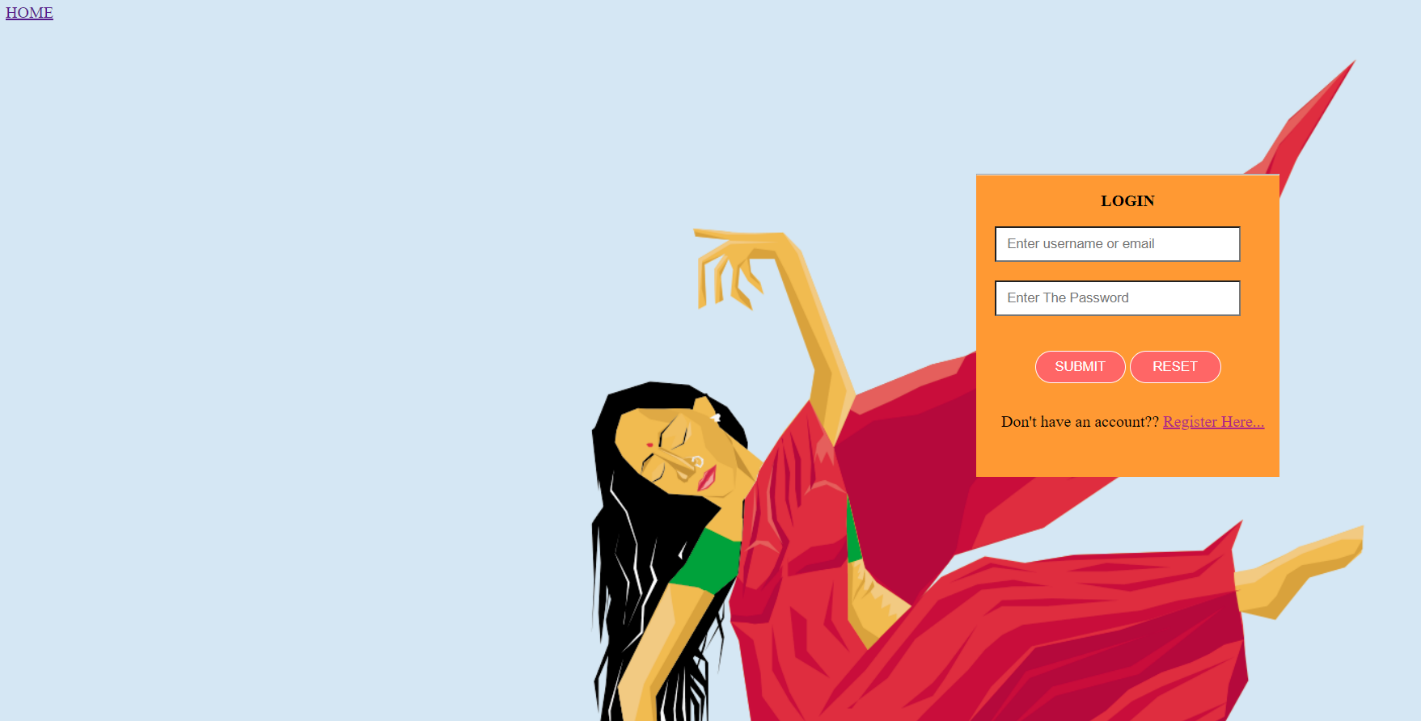 HOME
LOGIN
Enter username or email
Enter The Password
SUBMIT RESET
Don't have an account?? Register Here...